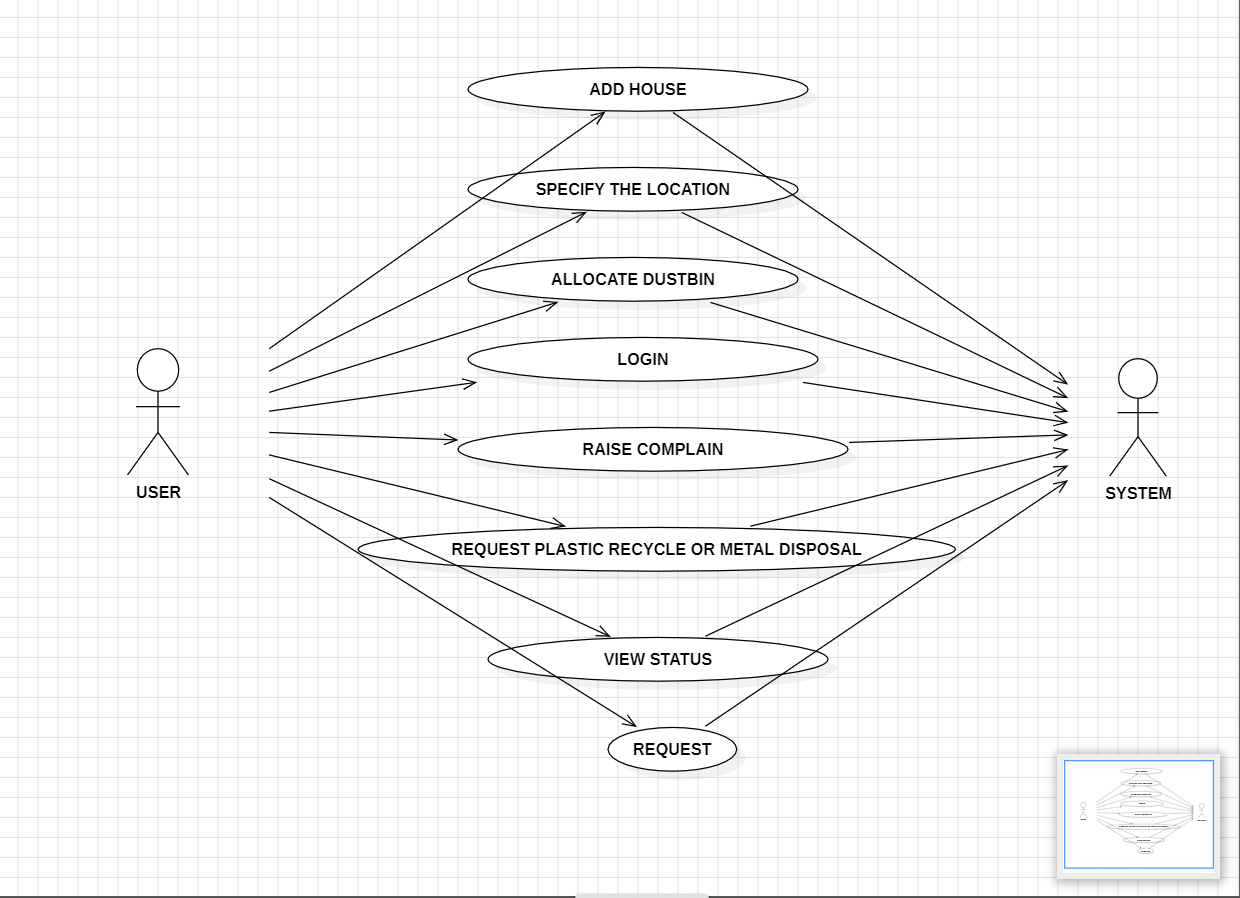 ADD HOUSE
SPECIFY THE LOCATION
ALLOCATE DUSTBIN
LOGIN
RAISE COMPLAIN
USER
SYSTEM
REQUEST PLASTIC RECYCLE OR METAL DISPOSAL
VIEW STATUS
REQUEST